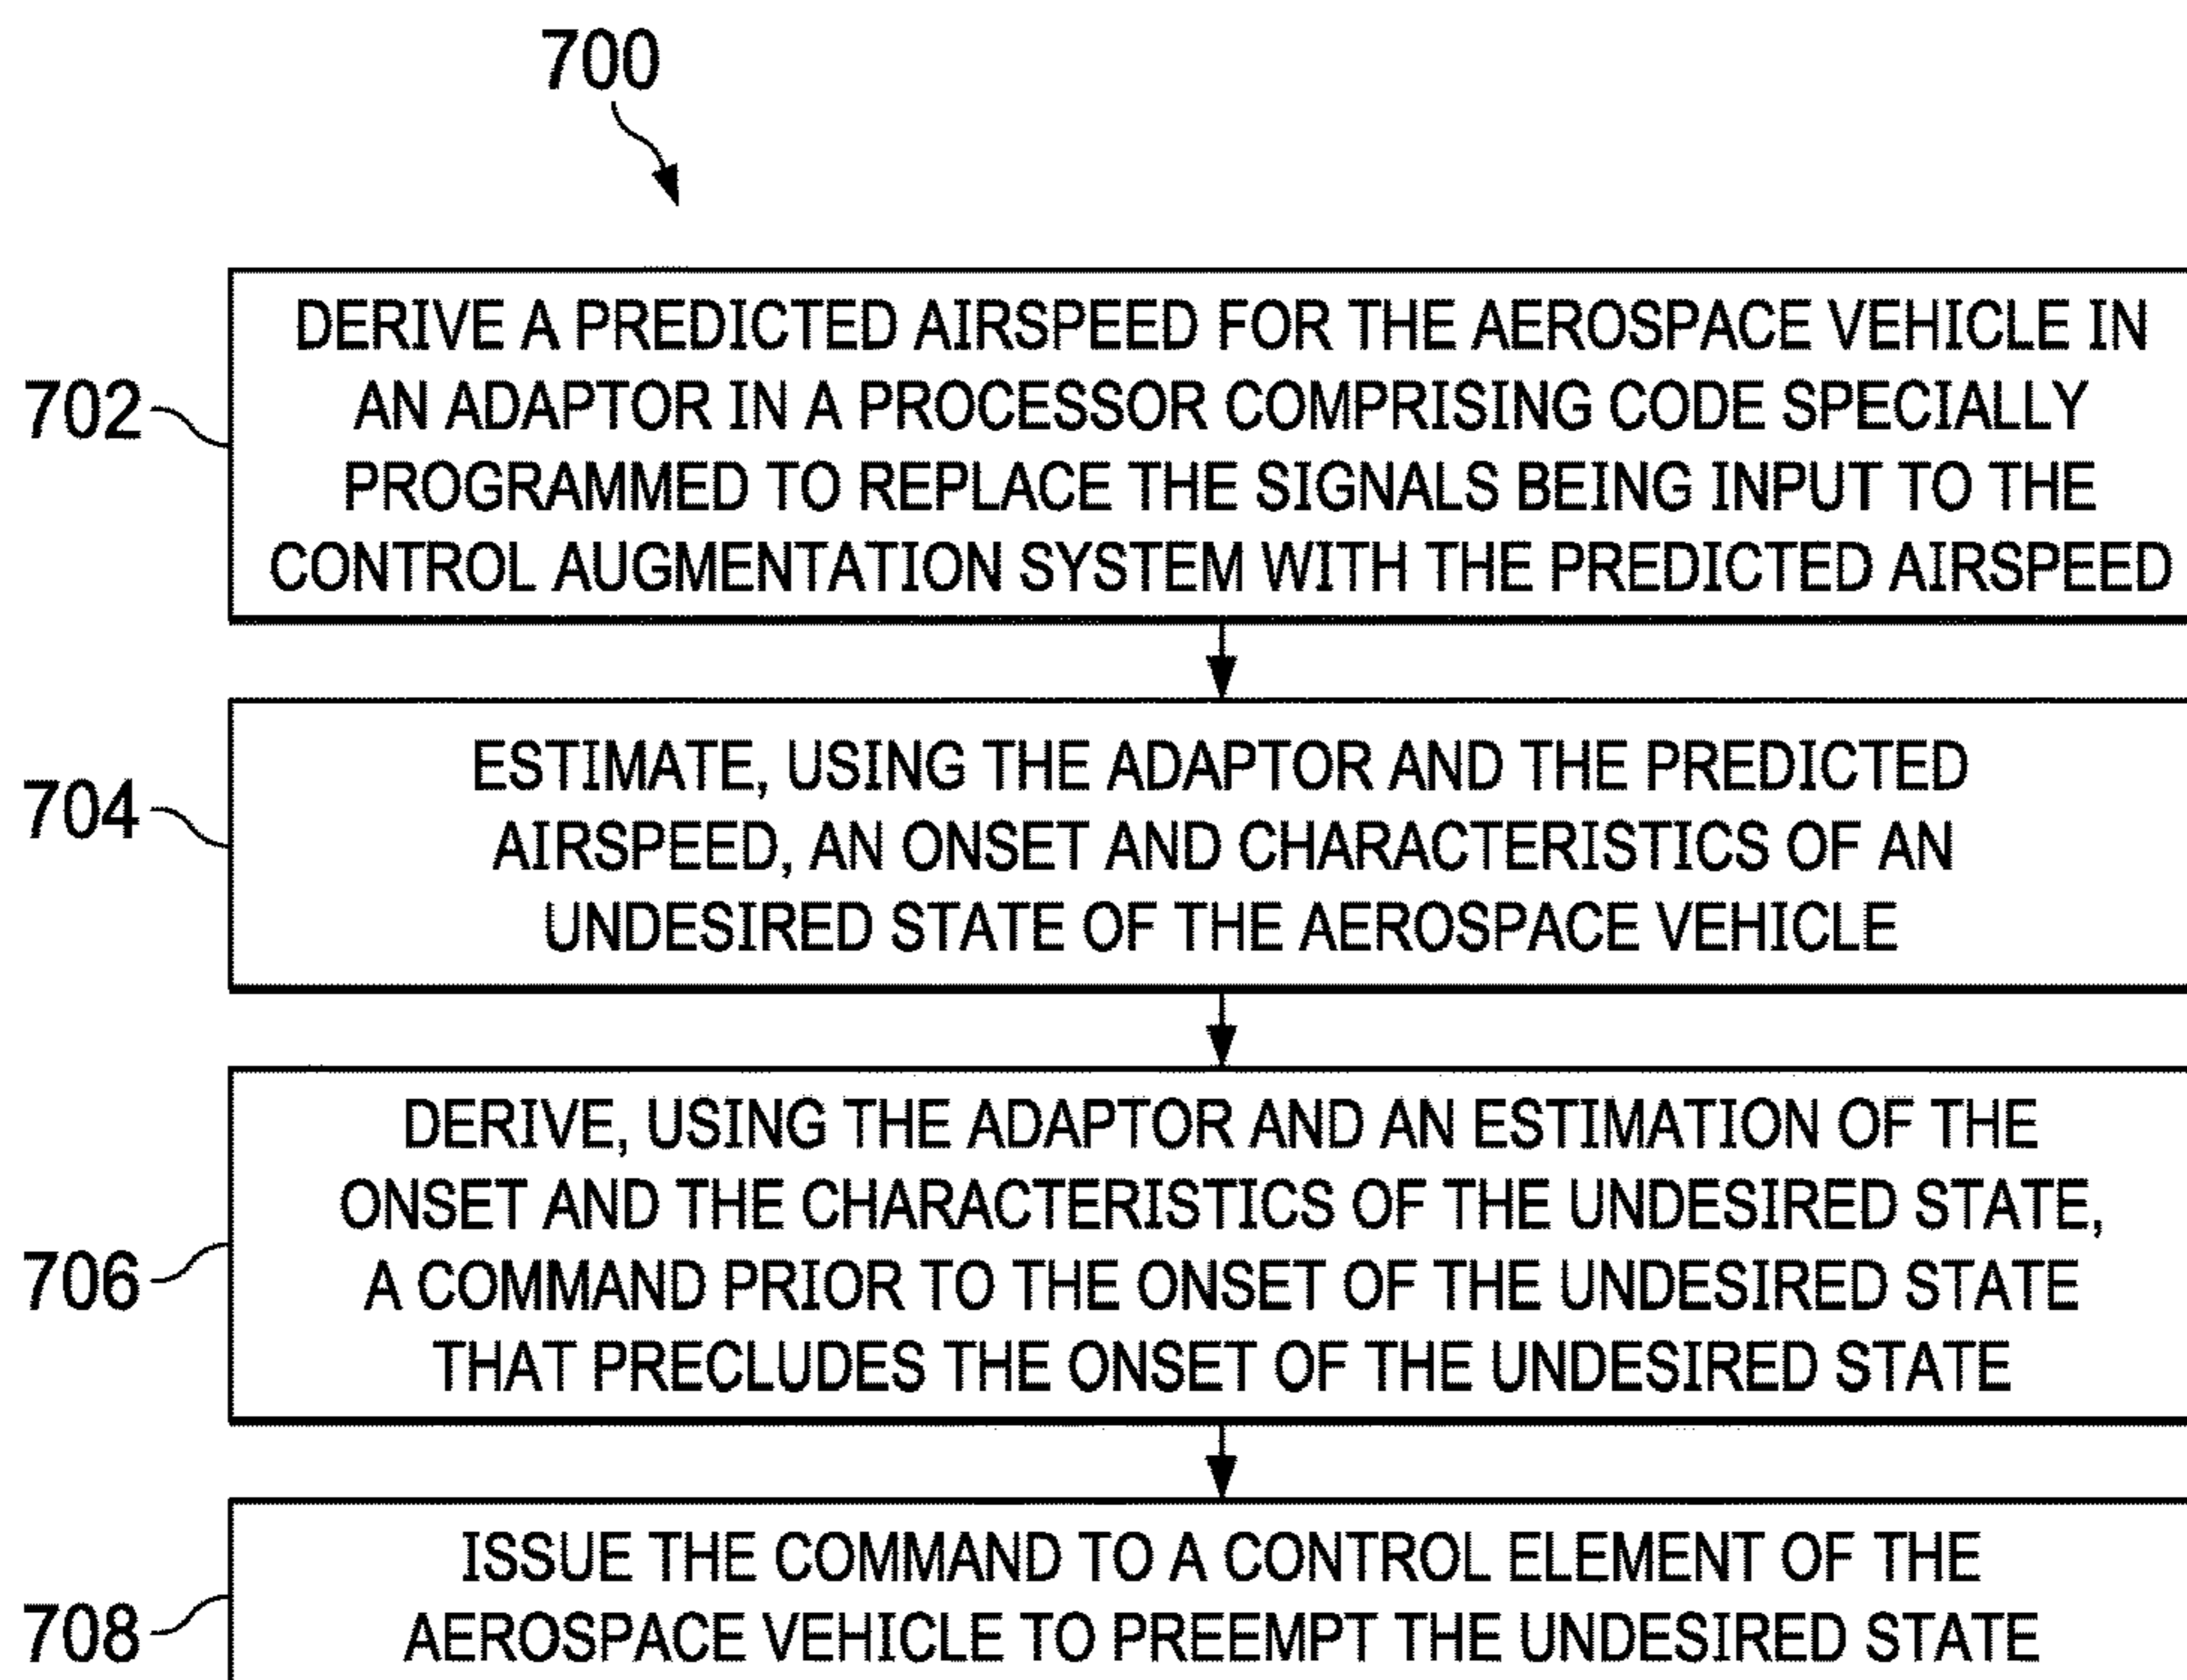 700
702
DERIVE A PREDICTED AIRSPEED FOR THE AEROSPACE VEHICLE IN
AN ADAPTOR IN A PROCESSOR COMPRISING CODE SPECIALLY
PROGRAMMED TO REPLACE THE SIGNALS BEING INPUT TO THE
CONTROL AUGMENTATION SYSTEM WITH THE PREDICTED AIRSPEED
704
ESTIMATE, USING THE ADAPTOR AND THE PREDICTED
AIRSPEED, AN ONSET AND CHARACTERISTICS OF AN
UNDESIRED STATE OF THE AEROSPACE VEHICLE
706
DERIVE, USING THE ADAPTOR AND AN ESTIMATION OF THE
ONSET AND THE CHARACTERISTICS OF THE UNDESIRED STATE,
A COMMAND PRIOR TO THE ONSET OF THE UNDESIRED STATE
THAT PRECLUDES THE ONSET OF THE UNDESIRED STATE
708
ISSUE THE COMMAND TO A CONTROL ELEMENT OF THE
AEROSPACE VEHICLE TO PREEMPT THE UNDESIRED STATE